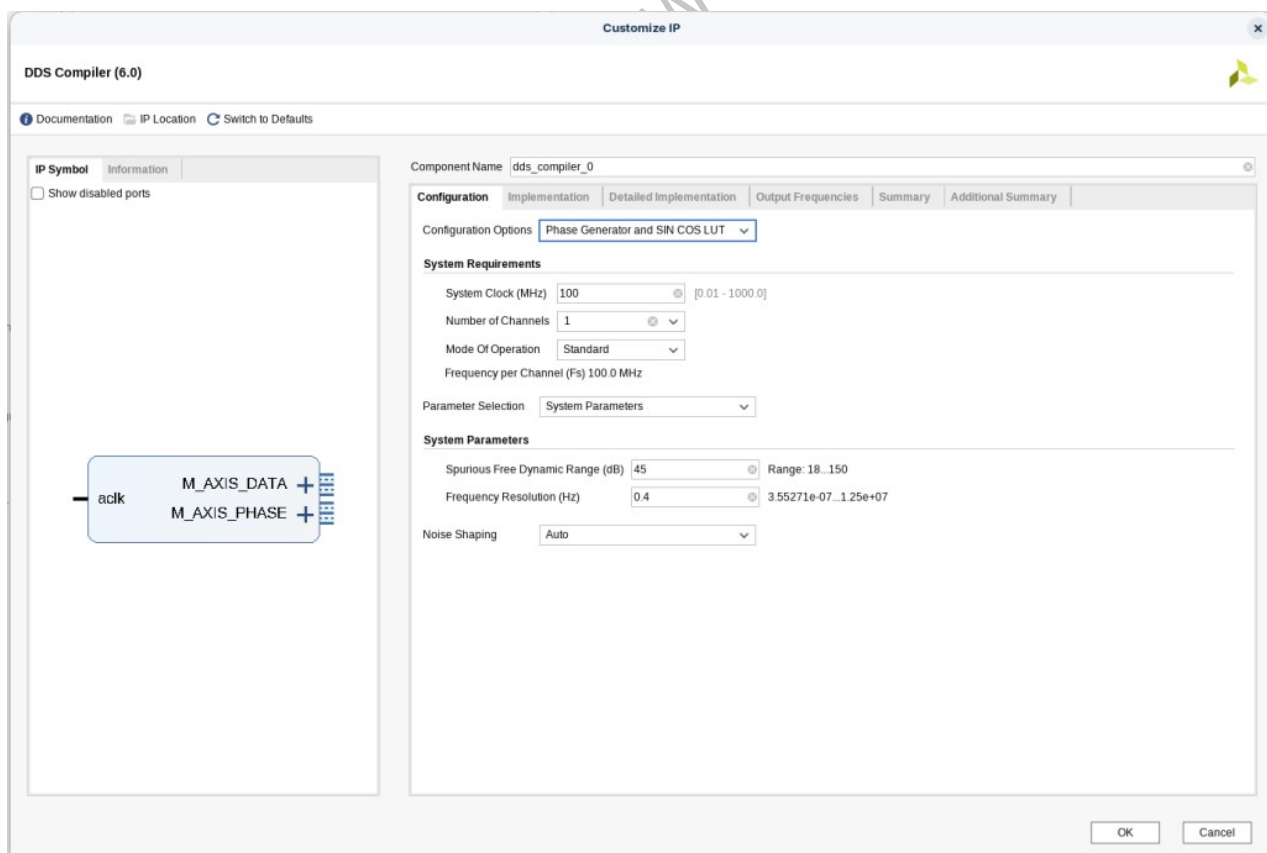 Customize IP
DDS Compiler (6.0)
Documentation IP Location Switch to Defaults
IP Symbol Information
Show disabled ports
aclk
M_AXIS_DATA
M_AXIS_PHASE
Component Name dds_compiler_0
Configuration Implementation Detailed Implementation Output Frequencies Summary Additional Summary
Configuration Options Phase Generator and SIN COS LUT
System Requirements
System Clock (MHz) 100 [0.01 - 1000.0]
Number of Channels 1
Mode Of Operation Standard
Frequency per Channel (Fs) 100.0 MHz
Parameter Selection System Parameters
System Parameters
Spurious Free Dynamic Range (dB) 45 Range: 18...150
Frequency Resolution (Hz) 0.4 3.55271e-07...1.25e+07
Noise Shaping Auto
OK Cancel